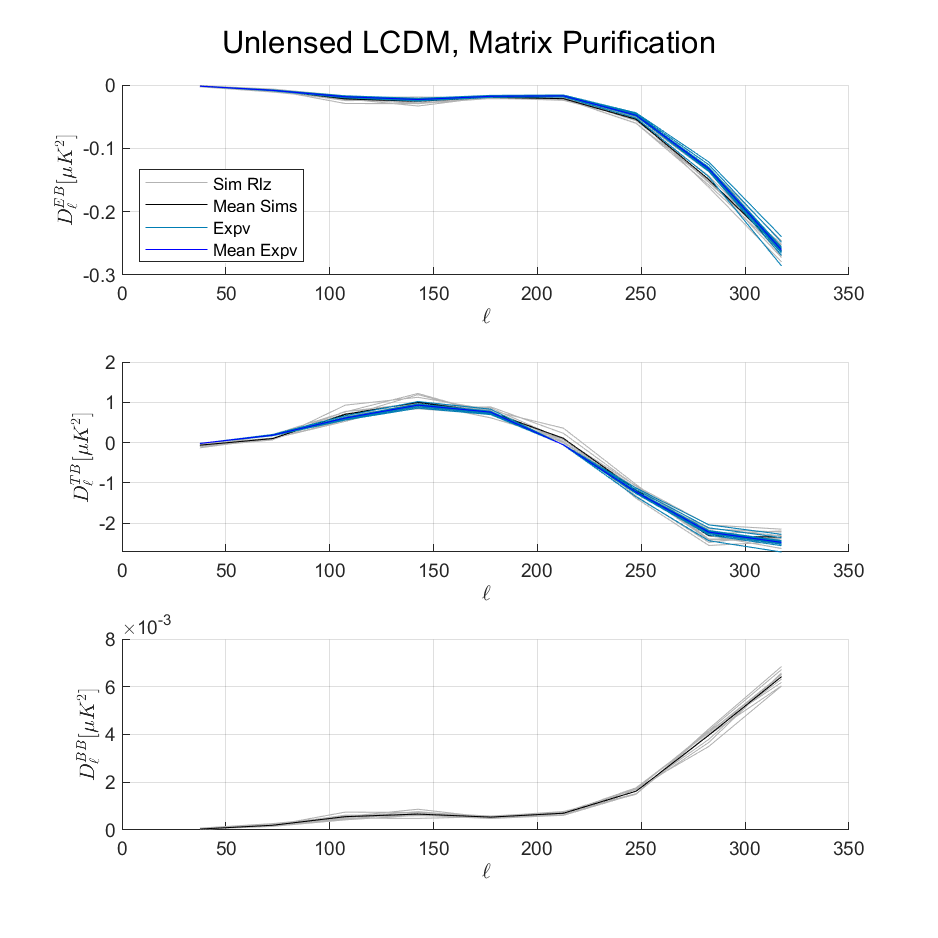 Unlensed LCDM, Matrix Purification
0
-0.1
-0.2
-0.3
D_ℓ^{EB}[μK^2]
Sim Rlz
Mean Sims
Expv
Mean Expv
0 50 100 150 200 250 300 350
ℓ
2
1
0
-1
-2
D_ℓ^{TB}[μK^2]
0 50 100 150 200 250 300 350
ℓ
×10^{-3}
8
6
4
2
0
D_ℓ^{BB}[μK^2]
0 50 100 150 200 250 300 350
ℓ